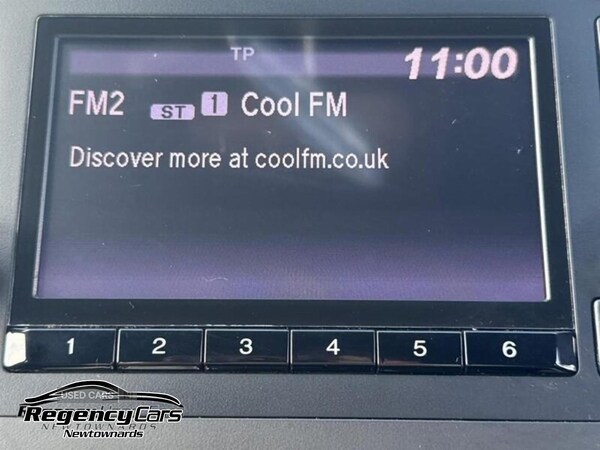 TP 11:00
FM2 ST 1 Cool FM
Discover more at coolfm.co.uk
1 2 3 4 5 6
USED CARS
Regency Cars
NEWTOWNARDS
Newtownards